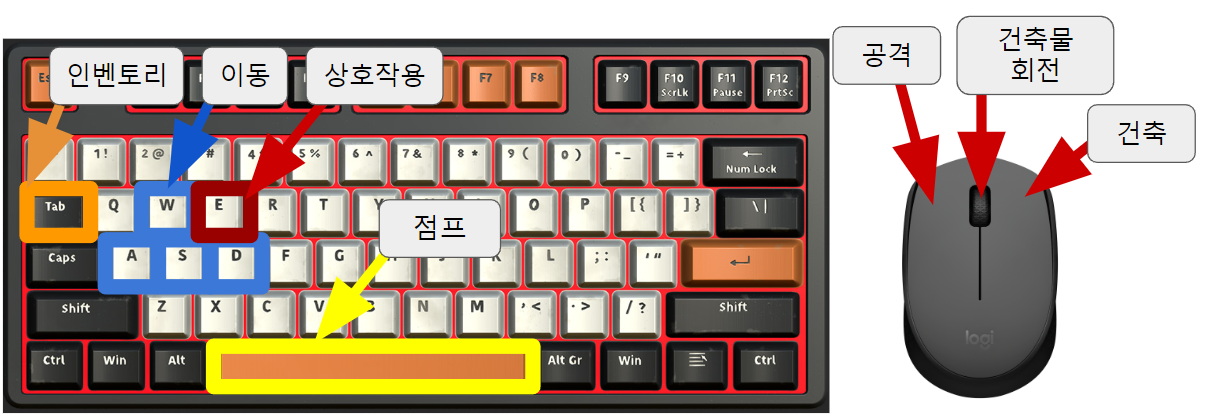 인벤토리
이동
상호작용
공격
건축물
회전
건축
점프
Es
F7
F8
F9
F10
ScrLk
F11
Pause
F12
PrtSc
1!
2@
#
4
5%
6^
7&
8*
9(
0)
-_
=+
←
Num Lock
Tab
Q
W
E
R
T
Y
O
P
[{
]}
\|
Caps
A
S
D
F
G
L
;:
'"
Shift
Z
X
C
V
B
N
M
,<
.>
/?
Shift
Ctrl
Win
Alt
Alt Gr
Win
Ctrl
logi